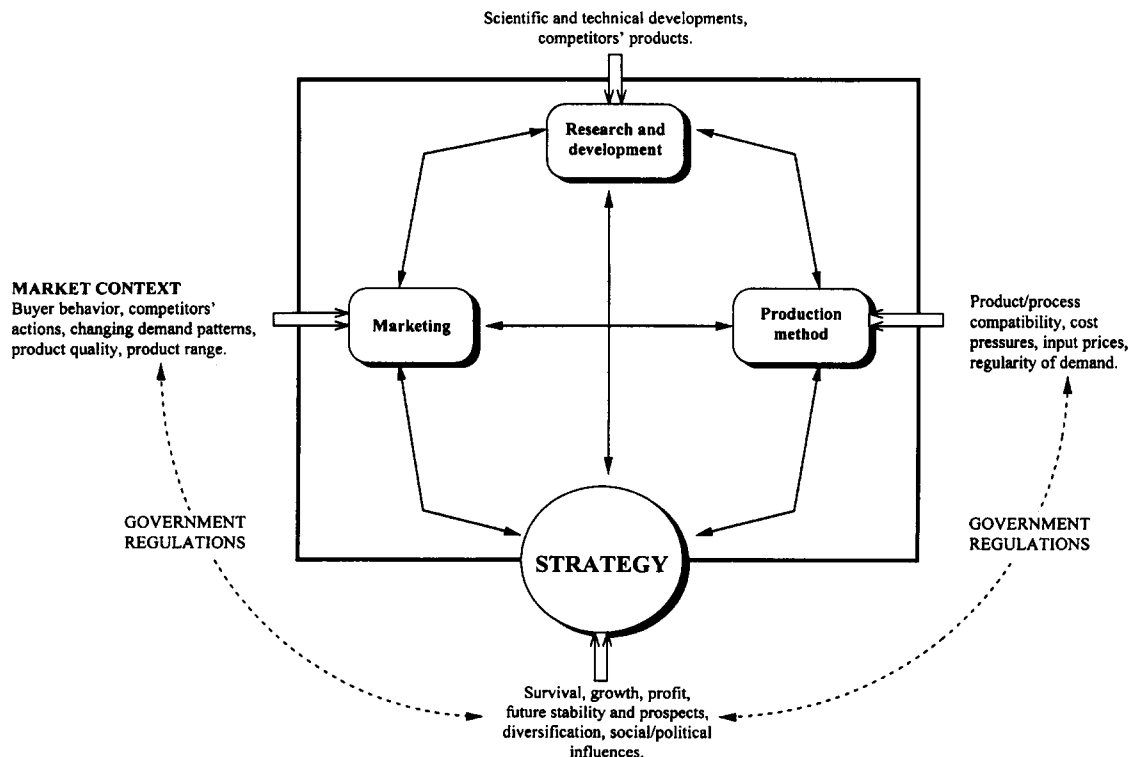 Scientific and technical developments,
competitors' products.
Research and
development
MARKET CONTEXT
Buyer behavior, competitors'
actions, changing demand patterns,
product quality, product range.
Marketing
Production
method
Product/process
compatibility, cost
pressures, input prices,
regularity of demand.
GOVERNMENT
REGULATIONS
GOVERNMENT
REGULATIONS
STRATEGY
Survival, growth, profit,
future stability and prospects,
diversification, social/political
influences.